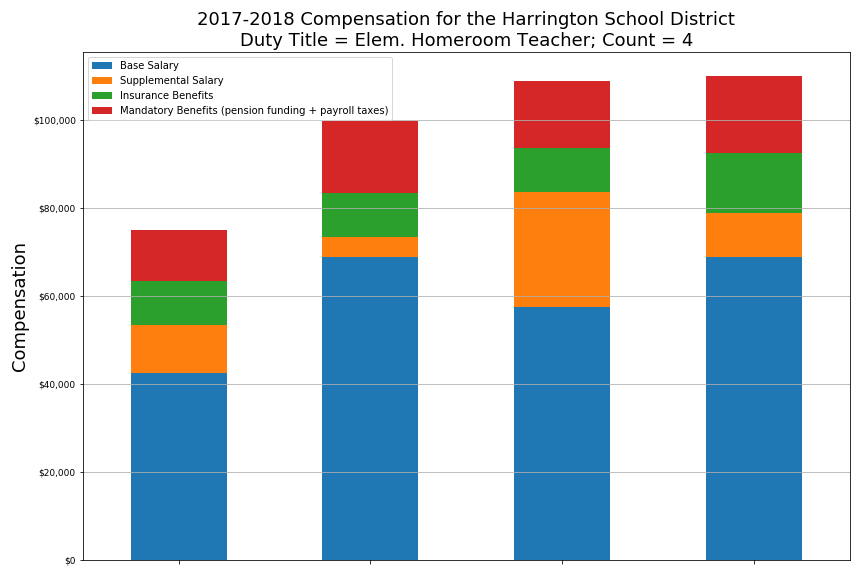 2017-2018 Compensation for the Harrington School District
Duty Title = Elem. Homeroom Teacher; Count = 4
Base Salary
Supplemental Salary
Insurance Benefits
Mandatory Benefits (pension funding + payroll taxes)
$100,000
$80,000
$60,000
$40,000
$20,000
$0
Compensation